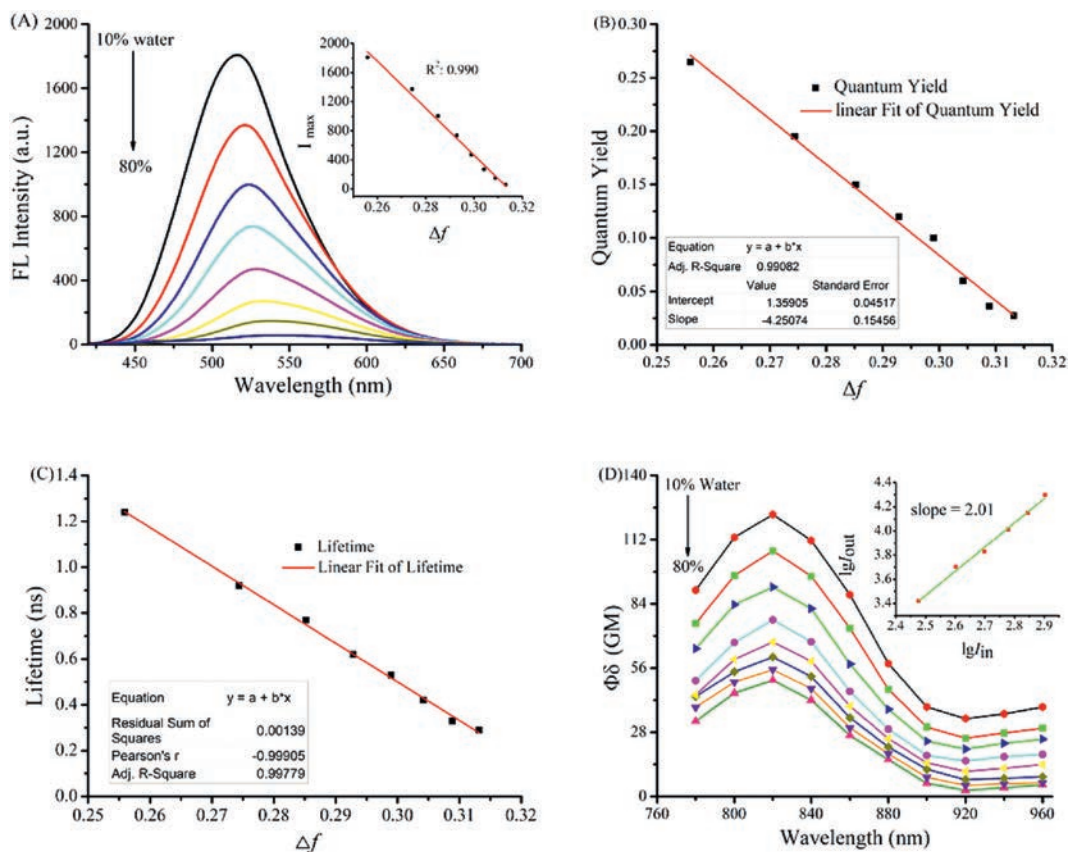 (A)
2000
1800
1600
1400
1200
1000
800
600
400
200
0
FL Intensity (a.u.)
10% water
80%
450
500
550
600
650
700
Wavelength (nm)
2000
1600
1200
800
400
0
I max
R²: 0.990
0.26
0.28
0.30
0.32
Δf
(B)
0.30
0.25
0.20
0.15
0.10
0.05
0.00
Quantum Yield
Quantum Yield
linear Fit of Quantum Yield
Equation y = a + b*x
Adj. R-Square 0.99082
Value Standard Error
Intercept 1.35905 0.04517
Slope -4.25074 0.15456
0.25
0.26
0.27
0.28
0.29
0.30
0.31
0.32
Δf
(C)
1.4
1.2
1.0
0.8
0.6
0.4
0.2
0.0
Lifetime (ns)
Lifetime
Linear Fit of Lifetime
Equation y = a + b*x
Residual Sum of
Squares 0.00139
Pearson's r -0.99905
Adj. R-Square 0.99779
0.25
0.26
0.27
0.28
0.29
0.30
0.31
0.32
Δf
(D)
140
112
84
56
28
0
Φδ (GM)
10% Water
80%
760
800
840
880
920
960
Wavelength (nm)
4.4
4.2
4.0
3.8
3.6
3.4
lgIout
slope = 2.01
2.4
2.5
2.6
2.7
2.8
2.9
lgIin